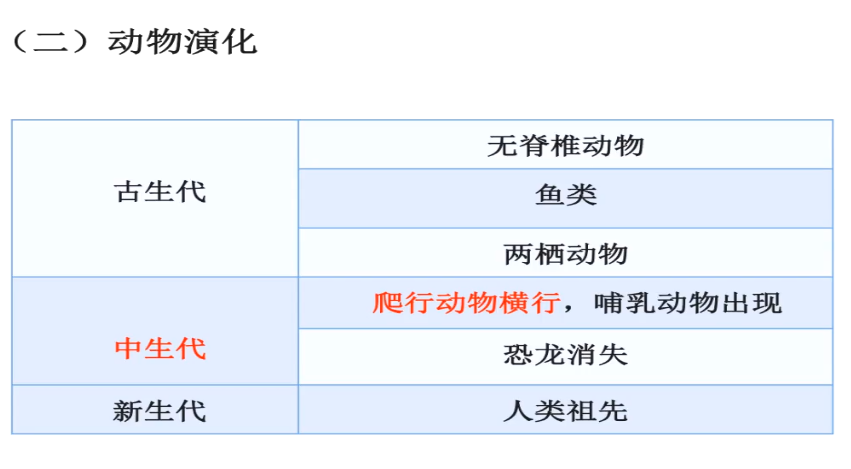 （二）动物演化
无脊椎动物
古生代
鱼类
两栖动物
爬行动物横行，哺乳动物出现
中生代
恐龙消失
新生代
人类祖先